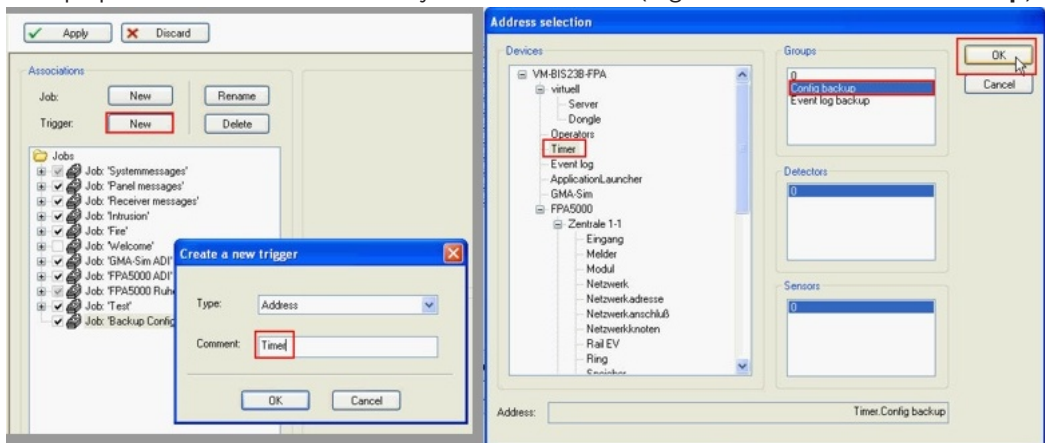 Apply
Discard
Associations
Job:
New
Rename
Trigger:
New
Delete
Jobs
Job: 'Systemmessages'
Job: 'Panel messages'
Job: 'Receiver messages'
Job: 'Intrusion'
Job: 'Fire'
Job: 'Welcome'
Job: 'GMA-Sim ADI'
Job: 'FPA5000 ADI'
Job: 'FPA5000 Ruh
Job: 'Test'
Job: 'Backup Config
Create a new trigger
Type:
Address
Comment:
Timer
OK
Cancel
Address selection
Devices
VM-BIS23B-FPA
virtuell
Server
Dongle
Operators
Timer
Event log
ApplicationLauncher
GMA-Sim
FPA5000
Zentrale 1-1
Eingang
Melder
Modul
Netzwerk
Netzwerkadresse
Netzwerkanschluß
Netzwerkknoten
Rail EV
Ring
Groups
0
Config backup
Event log backup
Detectors
0
Sensors
0
OK
Cancel
Address:
Timer.Config backup